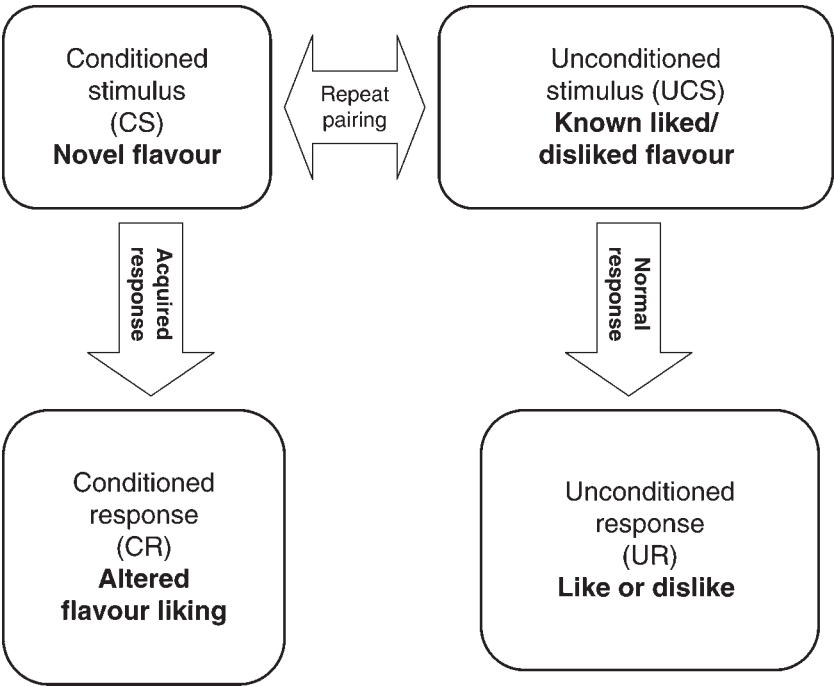 Conditioned
stimulus
(CS)
Novel flavour
Repeat
pairing
Unconditioned
stimulus (UCS)
Known liked/
disliked flavour
Acquired
response
Normal
response
Conditioned
response
(CR)
Altered
flavour liking
Unconditioned
response
(UR)
Like or dislike